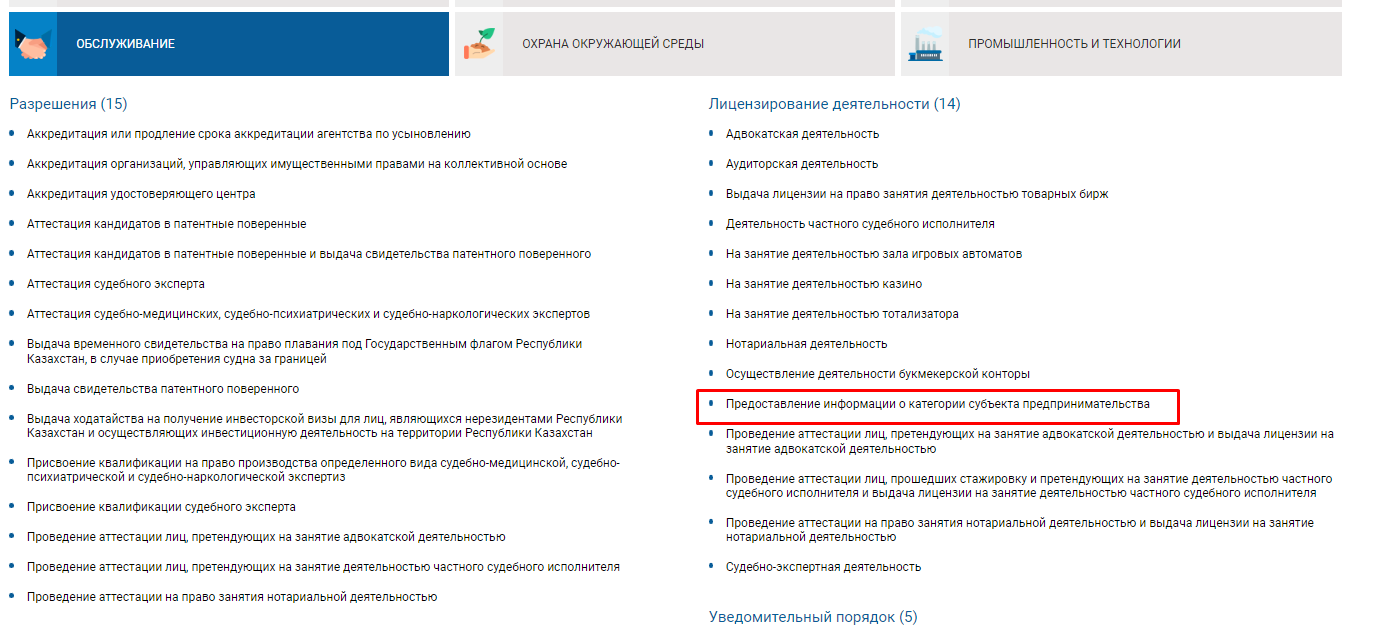 ОБСЛУЖИВАНИЕ
ОХРАНА ОКРУЖАЮЩЕЙ СРЕДЫ
ПРОМЫШЛЕННОСТЬ И ТЕХНОЛОГИИ
Разрешения (15)
Аккредитация или продление срока аккредитации агентства по усыновлению
Аккредитация организаций, управляющих имущественными правами на коллективной основе
Аккредитация удостоверяющего центра
Аттестация кандидатов в патентные поверенные
Аттестация кандидатов в патентные поверенные и выдача свидетельства патентного поверенного
Аттестация судебного эксперта
Аттестация судебно-медицинских, судебно-психиатрических и судебно-наркологических экспертов
Выдача временного свидетельства на право плавания под Государственным флагом Республики
Казахстан, в случае приобретения судна за границей
Выдача свидетельства патентного поверенного
Выдача ходатайства на получение инвесторской визы для лиц, являющихся нерезидентами Республики
Казахстан и осуществляющих инвестиционную деятельность на территории Республики Казахстан
Присвоение квалификации на право производства определенного вида судебно-медицинской, судебно-
психиатрической и судебно-наркологической экспертиз
Присвоение квалификации судебного эксперта
Проведение аттестации лиц, претендующих на занятие адвокатской деятельностью
Проведение аттестации лиц, претендующих на занятие деятельностью частного судебного исполнителя
Проведение аттестации на право занятия нотариальной деятельностью
Лицензирование деятельности (14)
Адвокатская деятельность
Аудиторская деятельность
Выдача лицензии на право занятия деятельностью товарных бирж
Деятельность частного судебного исполнителя
На занятие деятельностью зала игровых автоматов
На занятие деятельностью казино
На занятие деятельностью тотализатора
Нотариальная деятельность
Осуществление деятельности букмекерской конторы
Предоставление информации о категории субъекта предпринимательства
Проведение аттестации лиц, претендующих на занятие адвокатской деятельностью и выдача лицензии на
занятие адвокатской деятельностью
Проведение аттестации лиц, прошедших стажировку и претендующих на занятие деятельностью частного
судебного исполнителя и выдача лицензии на занятие деятельностью частного судебного исполнителя
Проведение аттестации на право занятия нотариальной деятельностью и выдача лицензии на занятие
нотариальной деятельностью
Судебно-экспертная деятельность
Уведомительный порядок (5)